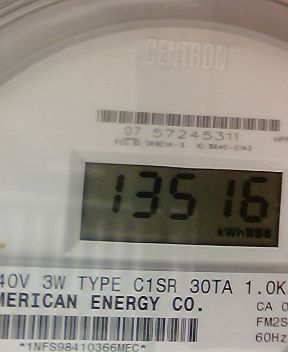 CENTRON®
07 57245311
13516
kWh
40V 3W TYPE C1SR 30TA 1.0K
MERICAN ENERGY CO.
CA 0
FM2S
60Hz
*1NFS98410366MEC*